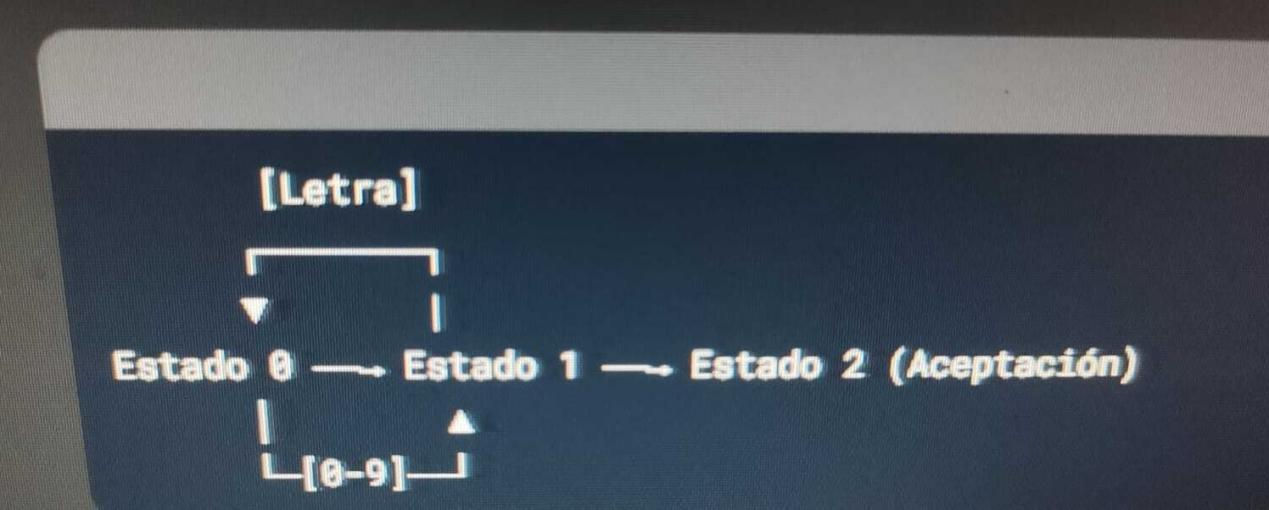 [Letra]
Estado 0 → Estado 1 → Estado 2 (Aceptación)
[0-9]